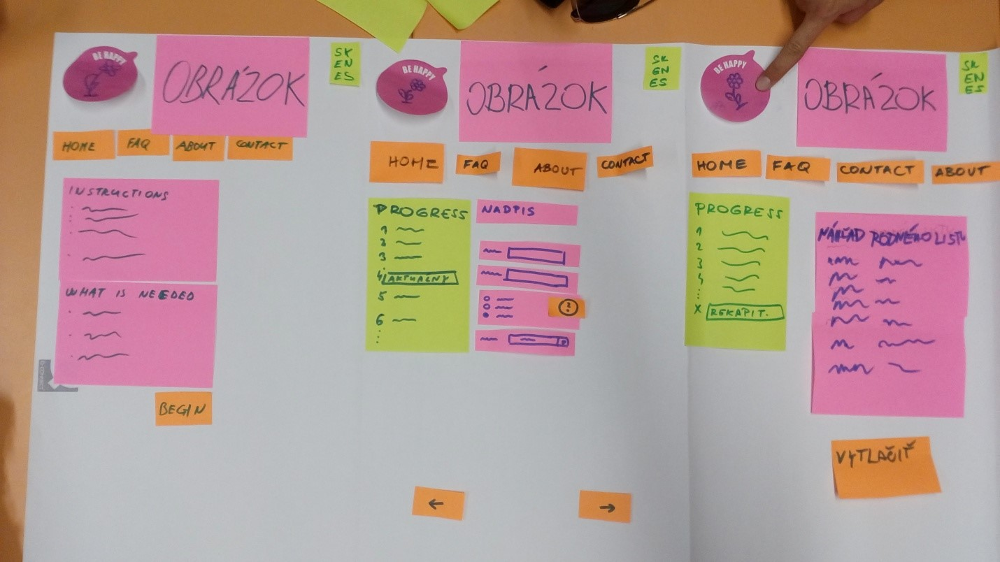 BE HAPPY
OBRÁZOK
SK
EN
ES
HOME
FAQ
ABOUT
CONTACT
INSTRUCTIONS
WHAT IS NEEDED
BEGIN
BE HAPPY
OBRÁZOK
SK
EN
ES
HOME
FAQ
ABOUT
CONTACT
PROGRESS
1
2
3
4 AKTUALNY
5
6
NADPIS
?
←
→
BE HAPPY
OBRÁZOK
SK
EN
ES
HOME
FAQ
CONTACT
ABOUT
PROGRESS
1
2
3
4
X REKAPIT.
RODNÉHO LISTU
VYTLAČIŤ